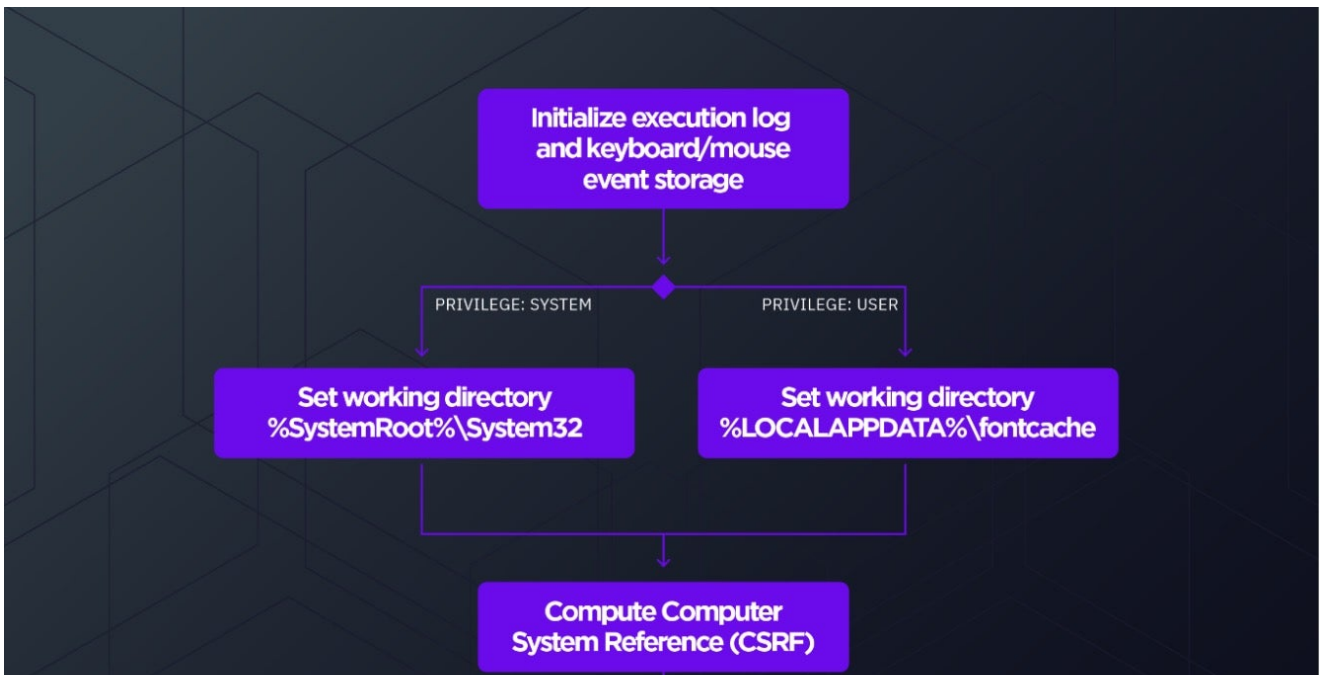 Initialize execution log
and keyboard/mouse
event storage
PRIVILEGE: SYSTEM
PRIVILEGE: USER
Set working directory
%SystemRoot%\System32
Set working directory
%LOCALAPPDATA%\fontcache
Compute Computer
System Reference (CSRF)